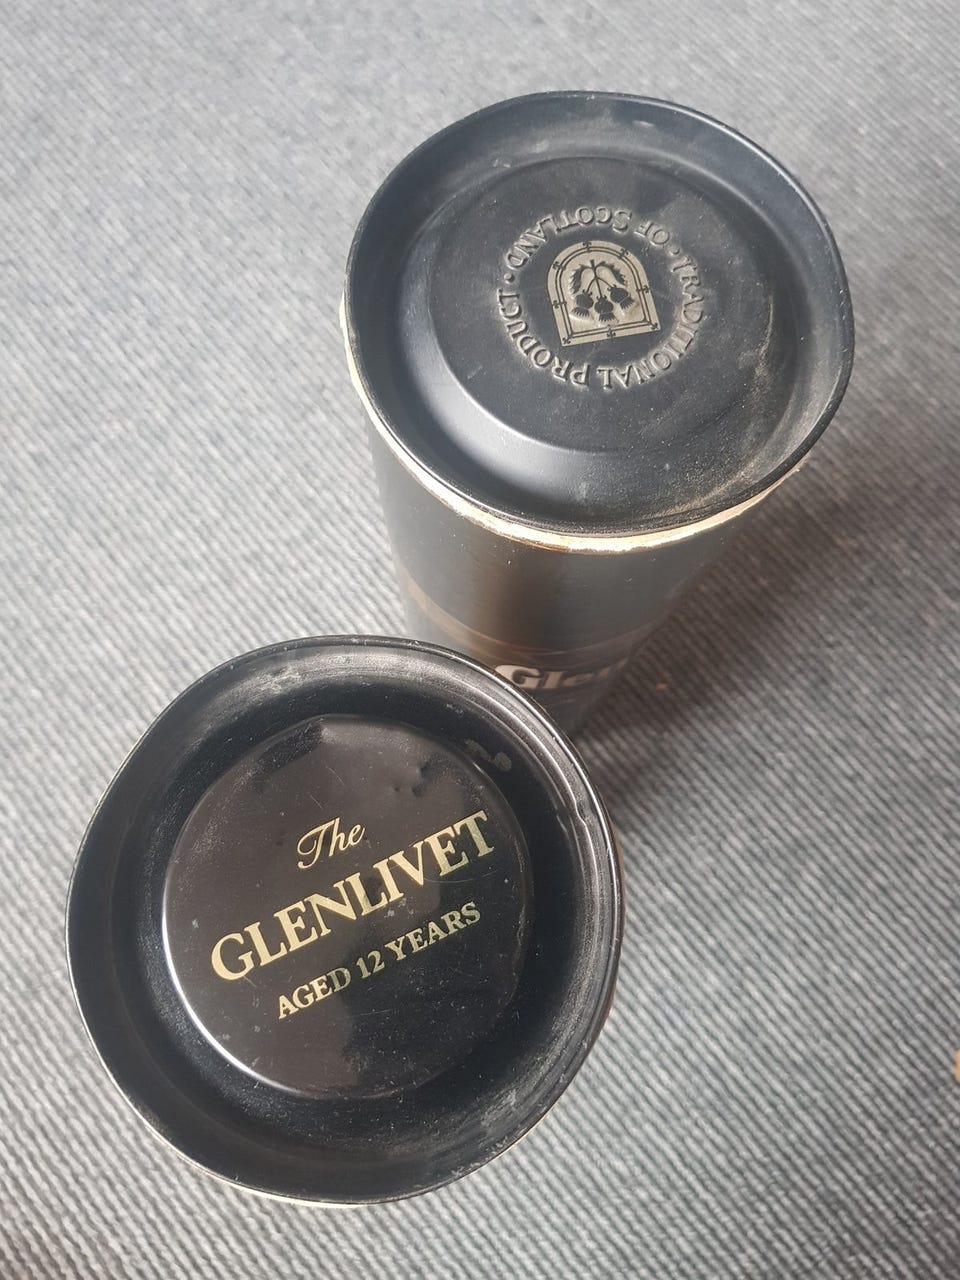 TRADITIONAL PRODUCT • OF SCOTLAND •
The
GLENLIVET
AGED 12 YEARS